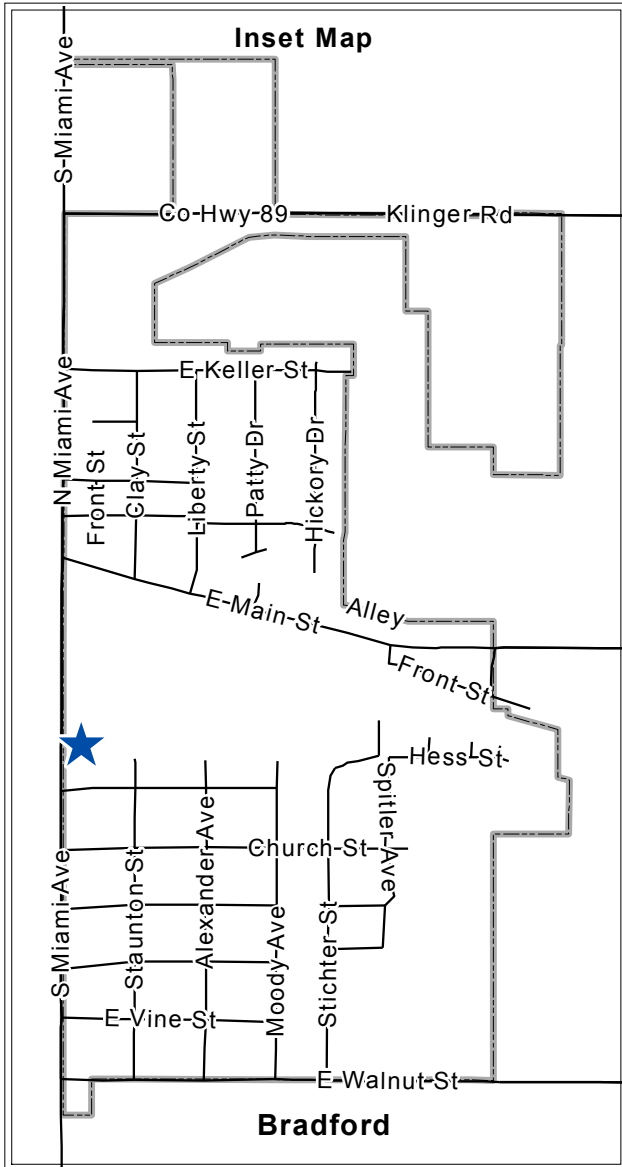 Inset Map
S-Miami-Ave
Co-Hwy-89
Klinger Rd
N-Miami-Ave
E-Keller-St
Front-St
Clay-St
Liberty-St
Patty-Dr
Hickory-Dr
E-Main-St
Alley
Front-St
Hess-St
Spitler-Ave
S-Miami-Ave
Staunton-St
Alexander-Ave
Church-St
Moody-Ave
Stichter-St
E-Vine-St
E Walnut St
Bradford